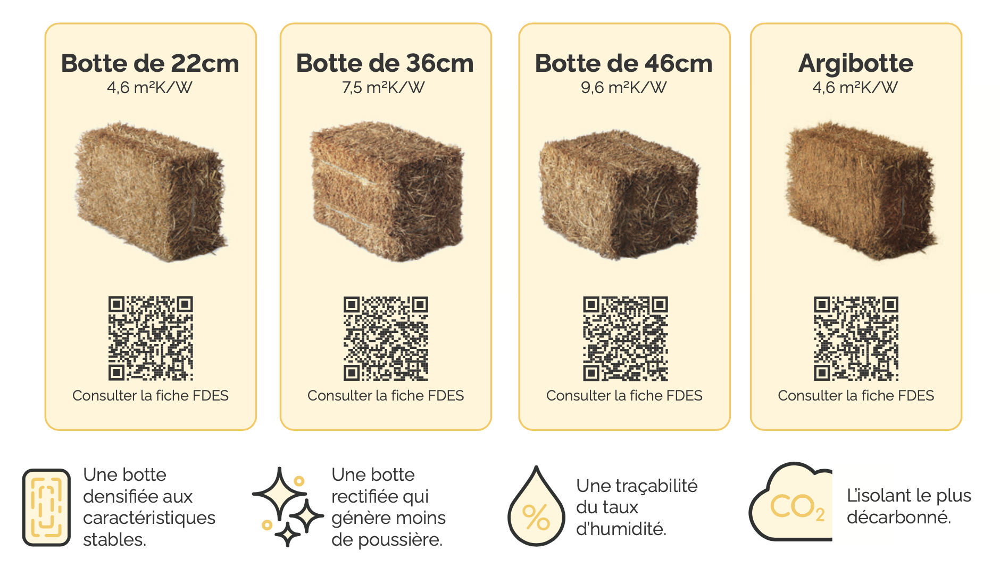 Botte de 22cm
4,6 m²K/W
Consulter la fiche FDES
Botte de 36cm
7,5 m²K/W
Consulter la fiche FDES
Botte de 46cm
9,6 m²K/W
Consulter la fiche FDES
Argibotte
4,6 m²K/W
Consulter la fiche FDES
Une botte
densifiée aux
caractéristiques
stables.
Une botte
rectifiée qui
génère moins
de poussière.
%
Une traçabilité
du taux
d'humidité.
CO₂
L'isolant le plus
décarbonné.